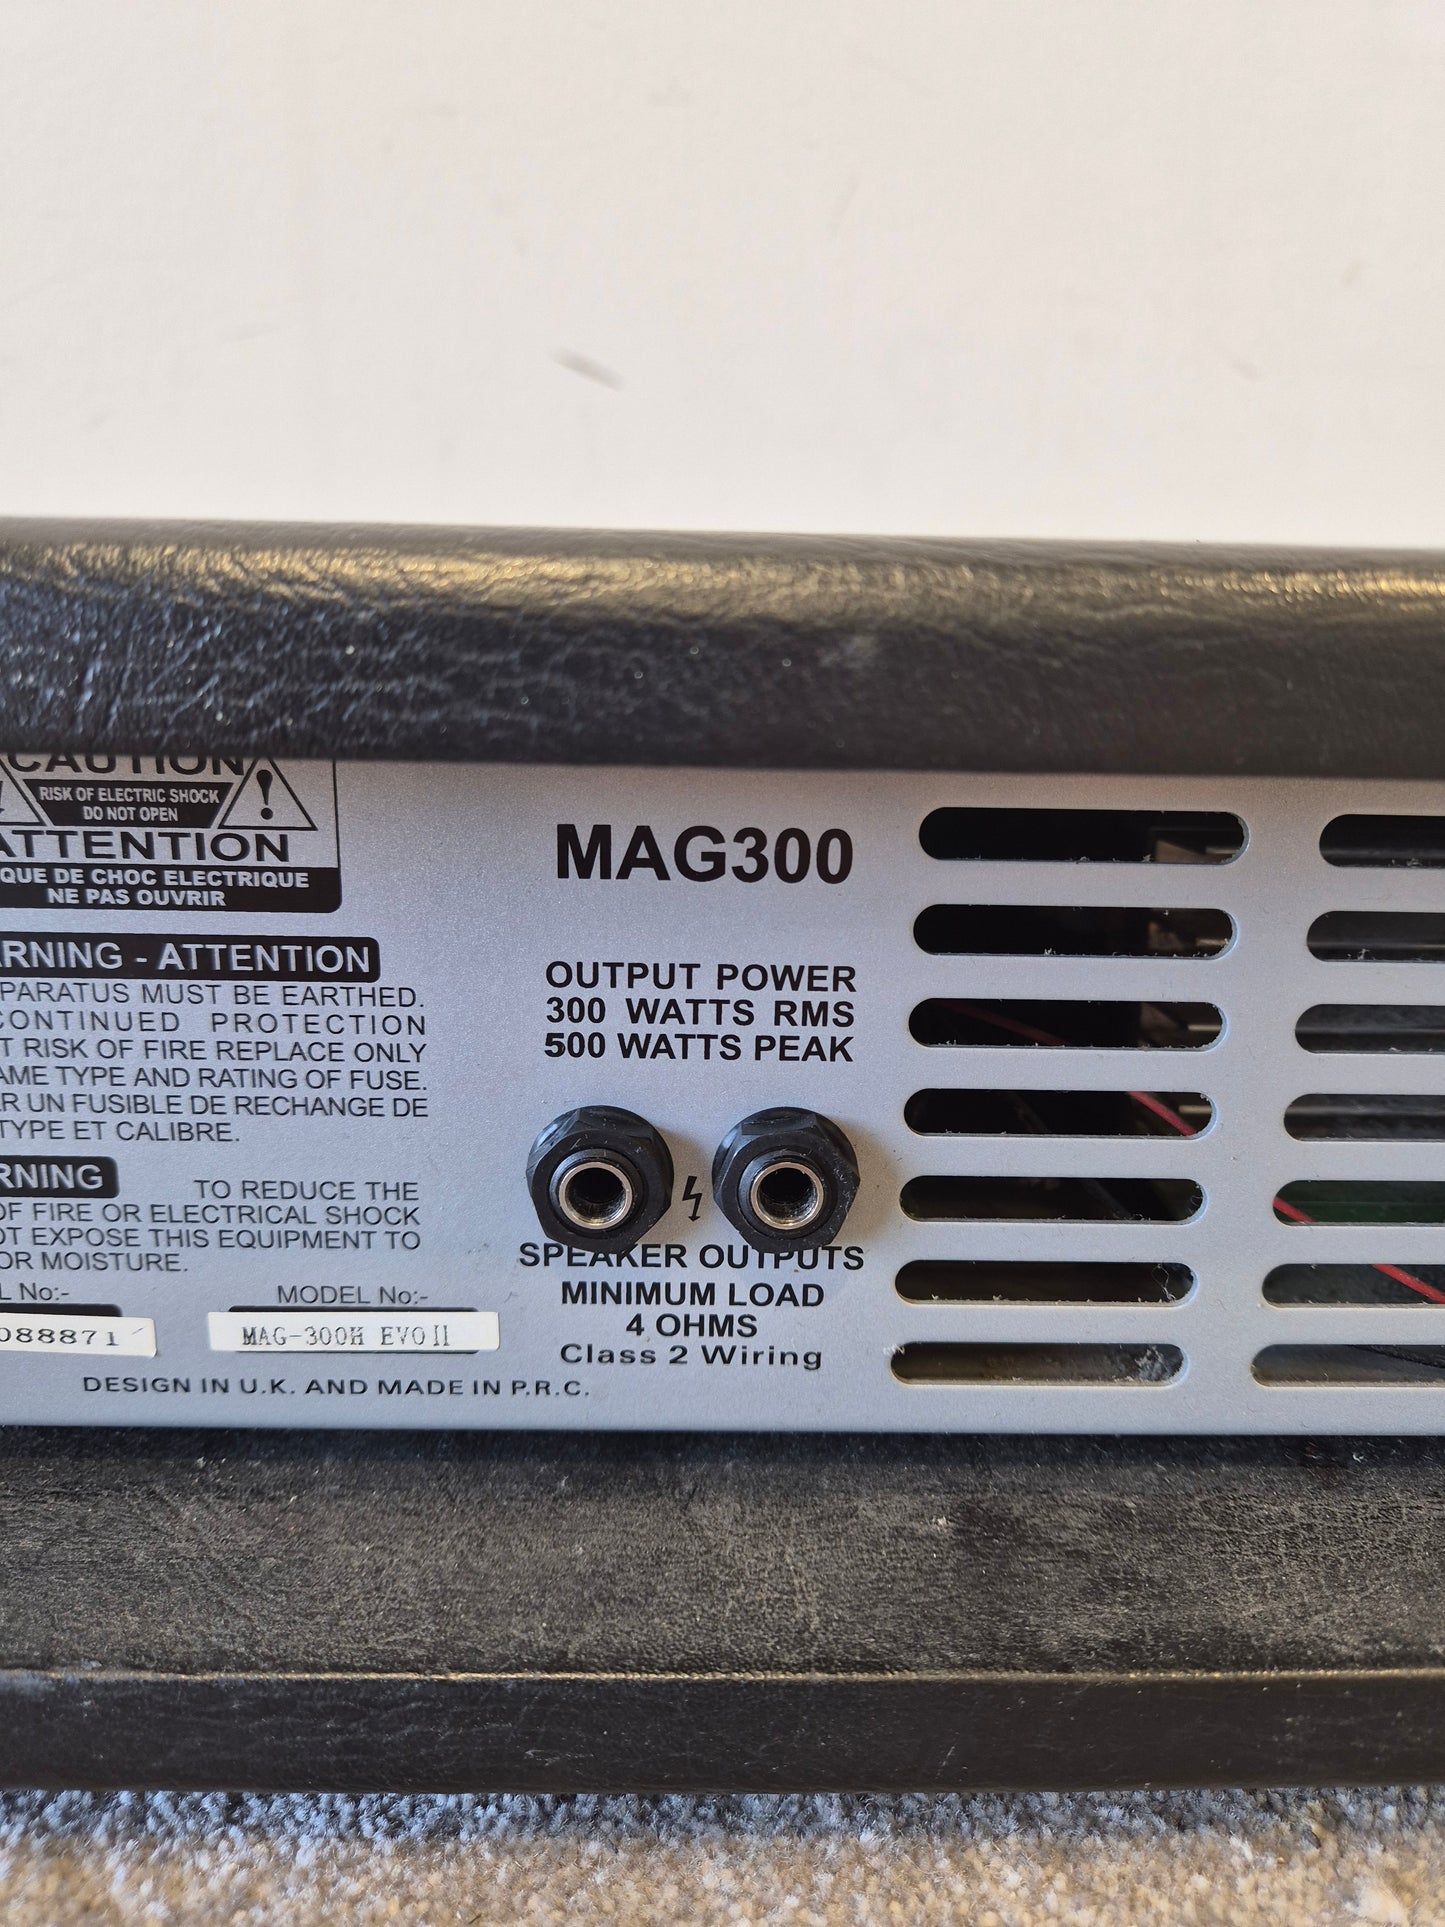 CAUTION
RISK OF ELECTRIC SHOCK
DO NOT OPEN
ATTENTION
QUE DE CHOC ELECTRIQUE
NE PAS OUVRIR
ARNING - ATTENTION
PARATUS MUST BE EARTHED.
CONTINUED PROTECTION
T RISK OF FIRE REPLACE ONLY
AME TYPE AND RATING OF FUSE.
R UN FUSIBLE DE RECHANGE DE
TYPE ET CALIBRE.
RNING TO REDUCE THE
OF FIRE OR ELECTRICAL SHOCK
OT EXPOSE THIS EQUIPMENT TO
OR MOISTURE.
L No:- MODEL No:-
088871 MAG-300H EVOII
DESIGN IN U.K. AND MADE IN P.R.C.
MAG300
OUTPUT POWER
300 WATTS RMS
500 WATTS PEAK
SPEAKER OUTPUTS
MINIMUM LOAD
4 OHMS
Class 2 Wiring